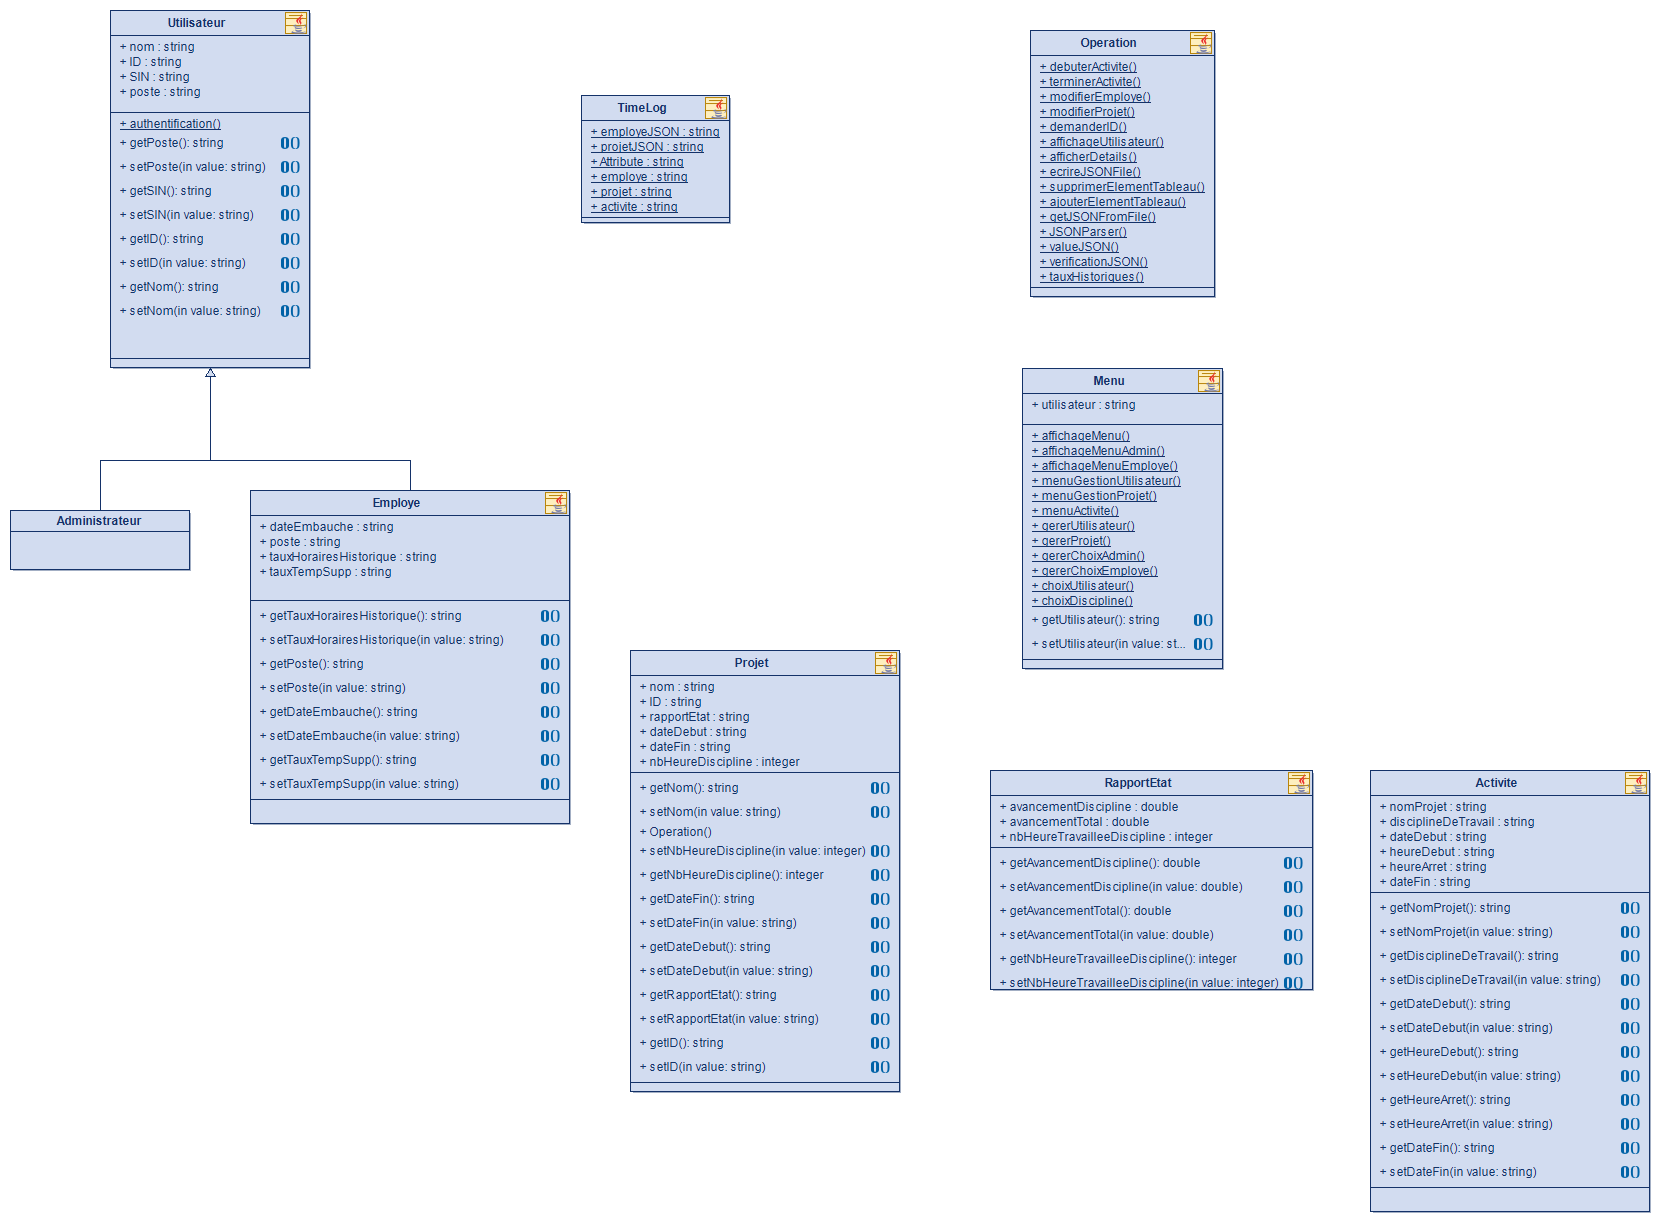 Utilisateur
+ nom : string
+ ID : string
+ SIN : string
+ poste : string
+ authentification()
+ getPoste(): string
+ setPoste(in value: string)
+ getSIN(): string
+ setSIN(in value: string)
+ getID(): string
+ setID(in value: string)
+ getNom(): string
+ setNom(in value: string)
TimeLog
+ employeJSON : string
+ projetJSON : string
+ Attribute : string
+ employe : string
+ projet : string
+ activite : string
Operation
+ debuterActivite()
+ terminerActivite()
+ modifierEmploye()
+ modifierProjet()
+ demanderID()
+ affichageUtilisateur()
+ afficherDetails()
+ ecrireJSONFile()
+ supprimerElementTableau()
+ ajouterElementTableau()
+ getJSONFromFile()
+ JSONParser()
+ valueJSON()
+ verificationJSON()
+ tauxHistoriques()
Menu
+ utilisateur : string
+ affichageMenu()
+ affichageMenuAdmin()
+ affichageMenuEmploye()
+ menuGestionUtilisateur()
+ menuGestionProjet()
+ menuActivite()
+ gererUtilisateur()
+ gererProjet()
+ gererChoixAdmin()
+ gererChoixEmploye()
+ choixUtilisateur()
+ choixDiscipline()
+ getUtilisateur(): string
+ setUtilisateur(in value: st...
Administrateur
Employe
+ dateEmbauche : string
+ poste : string
+ tauxHorairesHistorique : string
+ tauxTempSupp : string
+ getTauxHorairesHistorique(): string
+ setTauxHorairesHistorique(in value: string)
+ getPoste(): string
+ setPoste(in value: string)
+ getDateEmbauche(): string
+ setDateEmbauche(in value: string)
+ getTauxTempSupp(): string
+ setTauxTempSupp(in value: string)
Projet
+ nom : string
+ ID : string
+ rapportEtat : string
+ dateDebut : string
+ dateFin : string
+ nbHeureDiscipline : integer
+ getNom(): string
+ setNom(in value: string)
+ Operation()
+ setNbHeureDiscipline(in value: integer)
+ getNbHeureDiscipline(): integer
+ getDateFin(): string
+ setDateFin(in value: string)
+ getDateDebut(): string
+ setDateDebut(in value: string)
+ getRapportEtat(): string
+ setRapportEtat(in value: string)
+ getID(): string
+ setID(in value: string)
RapportEtat
+ avancementDiscipline : double
+ avancementTotal : double
+ nbHeureTravailleeDiscipline : integer
+ getAvancementDiscipline(): double
+ setAvancementDiscipline(in value: double)
+ getAvancementTotal(): double
+ setAvancementTotal(in value: double)
+ getNbHeureTravailleeDiscipline(): integer
+ setNbHeureTravailleeDiscipline(in value: integer)
Activite
+ nomProjet : string
+ disciplineDeTravail : string
+ dateDebut : string
+ heureDebut : string
+ heureArret : string
+ dateFin : string
+ getNomProjet(): string
+ setNomProjet(in value: string)
+ getDisciplineDeTravail(): string
+ setDisciplineDeTravail(in value: string)
+ getDateDebut(): string
+ setDateDebut(in value: string)
+ getHeureDebut(): string
+ setHeureDebut(in value: string)
+ getHeureArret(): string
+ setHeureArret(in value: string)
+ getDateFin(): string
+ setDateFin(in value: string)